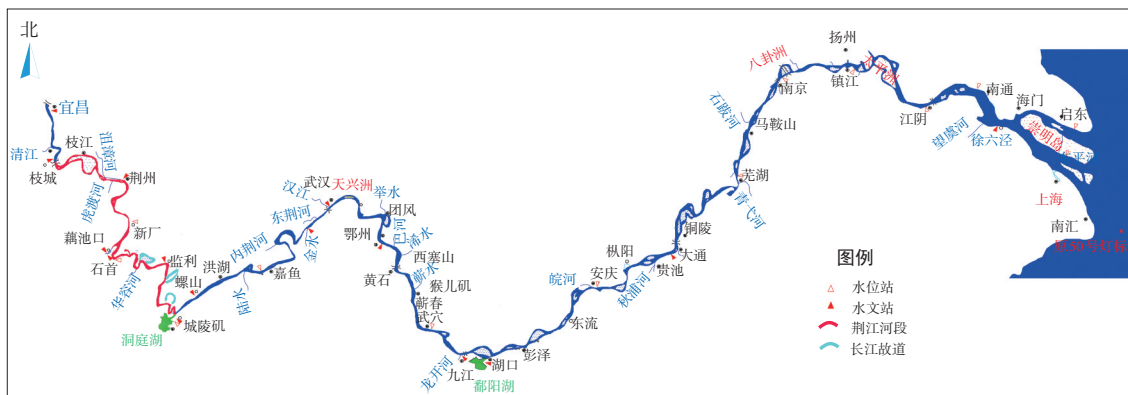 北
宜昌
清江
枝江
枝城
沮漳河
荆州
虎渡河
新厂
藕池口
石首
华容河
监利
螺山
洪湖
城陵矶
洞庭湖
陆水
内荆河
嘉鱼
东荆河
金水
汉江
武汉
天兴洲
举水
团风
鄂州
巴河
浠水
西塞山
黄石
蕲水
猴儿矶
蕲春
武穴
龙开河
九江
鄱阳湖
湖口
彭泽
东流
皖河
安庆
枞阳
秋浦河
贵池
大通
铜陵
青弋河
芜湖
马鞍山
石跋河
南京
八卦洲
扬州
镇江
太平洲
江阴
望虞河
南通
徐六泾
海门
启东
崇明岛
上海
南汇
图例
水位站
水文站
荆江河段
长江故道